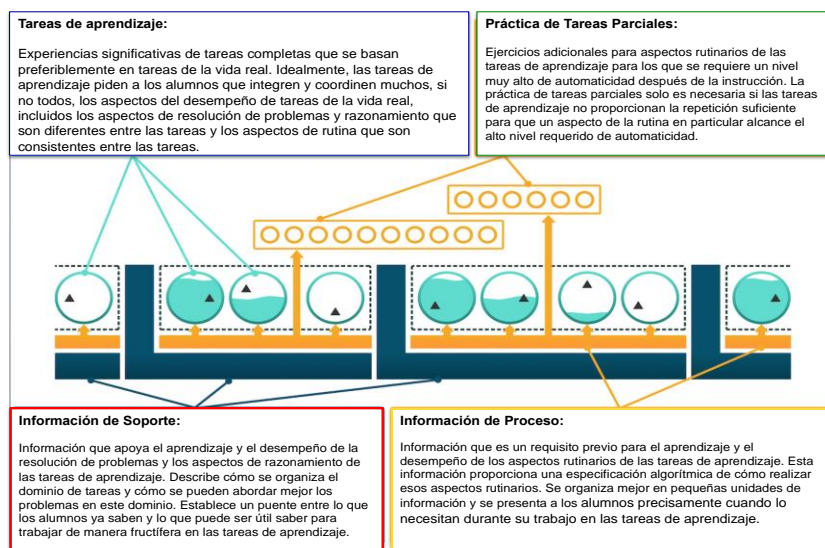 Tareas de aprendizaje:
Experiencias significativas de tareas completas que se basan
preferiblemente en tareas de la vida real. Idealmente, las tareas de
aprendizaje piden a los alumnos que integren y coordinen muchos, si
no todos, los aspectos del desempeño de tareas de la vida real,
incluidos los aspectos de resolución de problemas y razonamiento que
son diferentes entre las tareas y los aspectos de rutina que son
consistentes entre las tareas.
Práctica de Tareas Parciales:
Ejercicios adicionales para aspectos rutinarios de las
tareas de aprendizaje para los que se requiere un nivel
muy alto de automaticidad después de la instrucción. La
práctica de tareas parciales solo es necesaria si las tareas
de aprendizaje no proporcionan la repetición suficiente
para que un aspecto de la rutina en particular alcance el
alto nivel requerido de automaticidad.
Información de Soporte:
Información que apoya el aprendizaje y el desempeño de la
resolución de problemas y los aspectos de razonamiento de
las tareas de aprendizaje. Describe cómo se organiza el
dominio de tareas y cómo se pueden abordar mejor los
problemas en este dominio. Establece un puente entre lo que
los alumnos ya saben y lo que puede ser útil saber para
trabajar de manera fructífera en las tareas de aprendizaje.
Información de Proceso:
Información que es un requisito previo para el aprendizaje y el
desempeño de los aspectos rutinarios de las tareas de aprendizaje. Esta
información proporciona una especificación algorítmica de cómo realizar
esos aspectos rutinarios. Se organiza mejor en pequeñas unidades de
información y se presenta a los alumnos precisamente cuando lo
necesitan durante su trabajo en las tareas de aprendizaje.